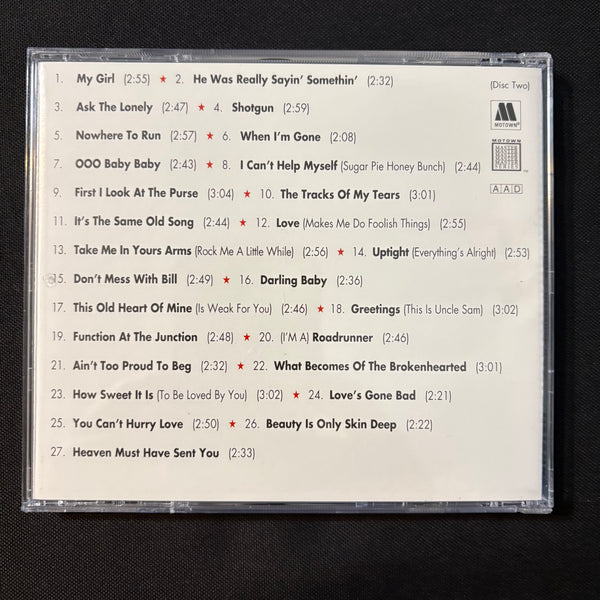 1. My Girl (2:55) ★ 2. He Was Really Sayin' Somethin' (2:32)
(Disc Two)
3. Ask The Lonely (2:47) ★ 4. Shotgun (2:59)
MOTOWN®
5. Nowhere To Run (2:57) ★ 6. When I'm Gone (2:08)
MOTOWN
MASTER
SERIES
™
7. OOO Baby Baby (2:43) ★ 8. I Can't Help Myself (Sugar Pie Honey Bunch) (2:44)
AAD
9. First I Look At The Purse (3:04) ★ 10. The Tracks Of My Tears (3:01)
11. It's The Same Old Song (2:44) ★ 12. Love (Makes Me Do Foolish Things) (2:55)
13. Take Me In Yours Arms (Rock Me A Little While) (2:56) ★ 14. Uptight (Everything's Alright) (2:53)
15. Don't Mess With Bill (2:49) ★ 16. Darling Baby (2:36)
17. This Old Heart Of Mine (Is Weak For You) (2:46) ★ 18. Greetings (This Is Uncle Sam) (3:02)
19. Function At The Junction (2:48) ★ 20. (I'M A) Roadrunner (2:46)
21. Ain't Too Proud To Beg (2:32) ★ 22. What Becomes Of The Brokenhearted (3:01)
23. How Sweet It Is (To Be Loved By You) (3:02) ★ 24. Love's Gone Bad (2:21)
25. You Can't Hurry Love (2:50) ★ 26. Beauty Is Only Skin Deep (2:22)
27. Heaven Must Have Sent You (2:33)